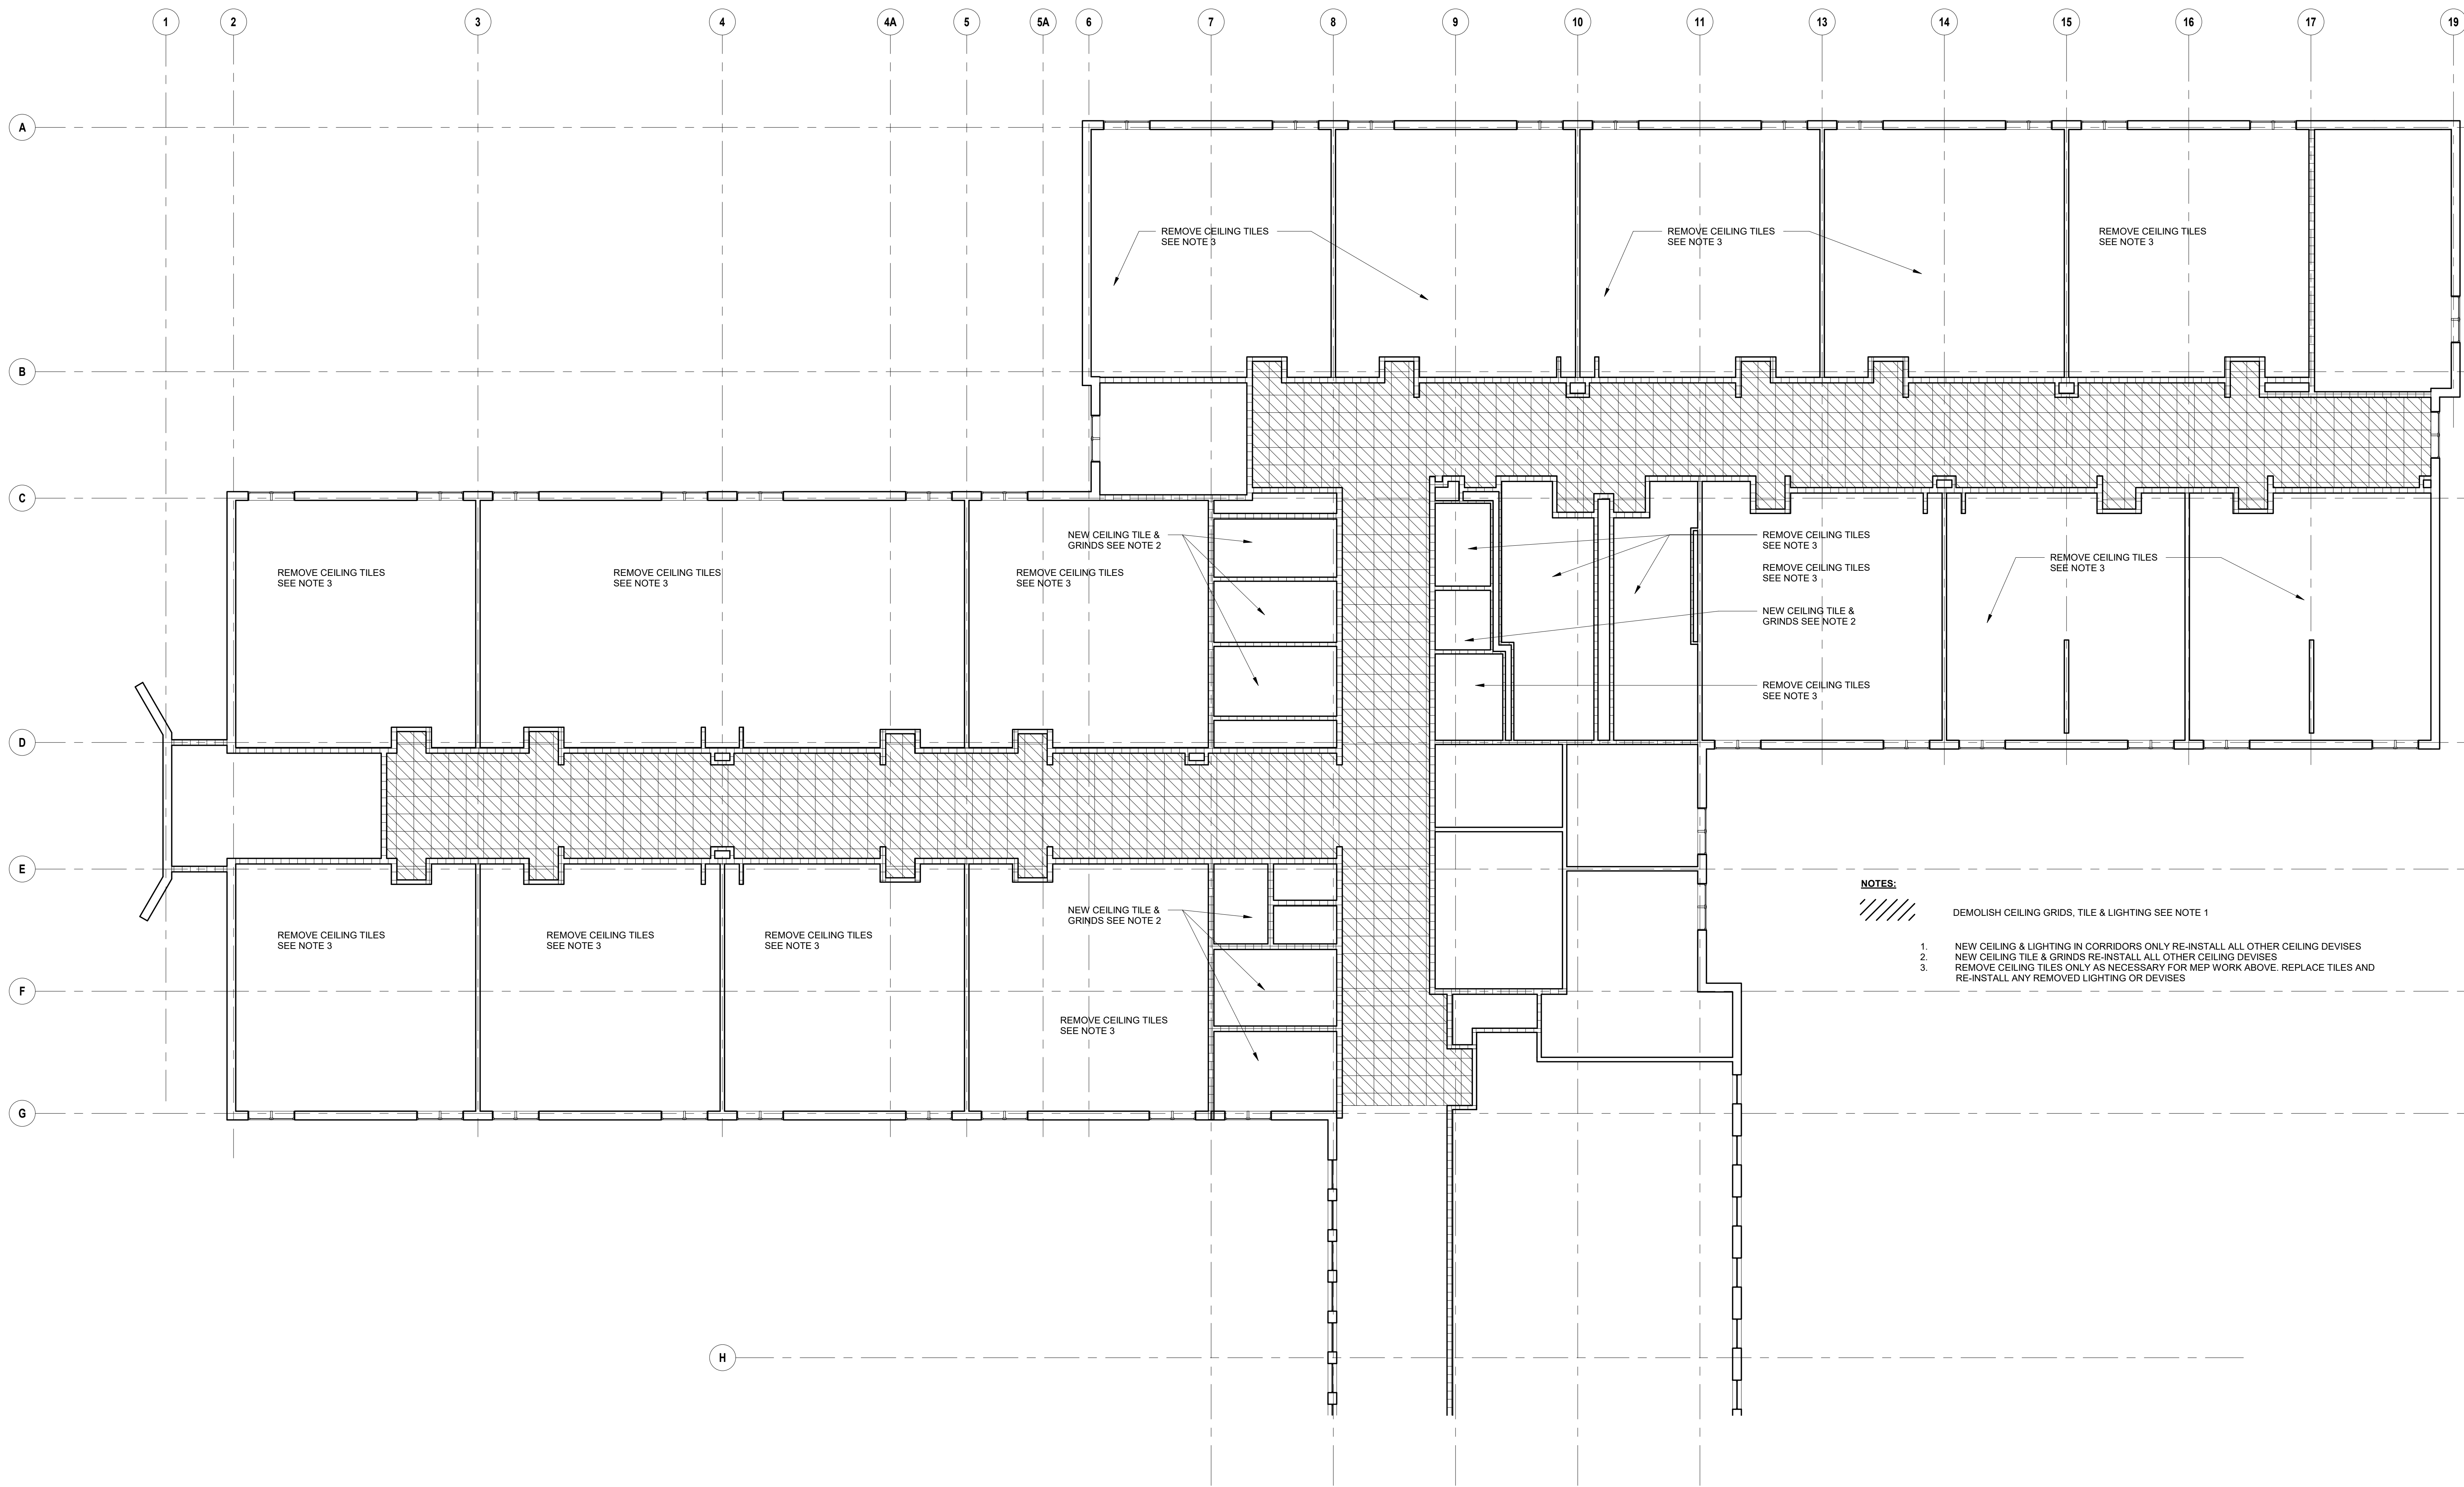 1 2 3 4 4A 5 5A 6 7 8 9 10 11 13 14 15 16 17 19
A
REMOVE CEILING TILES
SEE NOTE 3
REMOVE CEILING TILES
SEE NOTE 3
REMOVE CEILING TILES
SEE NOTE 3
B
C
NEW CEILING TILE &
GRINDS SEE NOTE 2
REMOVE CEILING TILES
SEE NOTE 3
REMOVE CEILING TILES
SEE NOTE 3
REMOVE CEILING TILES
SEE NOTE 3
REMOVE CEILING TILES
SEE NOTE 3
REMOVE CEILING TILES
SEE NOTE 3
REMOVE CEILING TILES
SEE NOTE 3
NEW CEILING TILE &
GRINDS SEE NOTE 2
REMOVE CEILING TILES
SEE NOTE 3
D
E
NOTES:
DEMOLISH CEILING GRIDS, TILE & LIGHTING SEE NOTE 1
1. NEW CEILING & LIGHTING IN CORRIDORS ONLY RE-INSTALL ALL OTHER CEILING DEVISES
2. NEW CEILING TILE & GRINDS RE-INSTALL ALL OTHER CEILING DEVISES
3. REMOVE CEILING TILES ONLY AS NECESSARY FOR MEP WORK ABOVE. REPLACE TILES AND
RE-INSTALL ANY REMOVED LIGHTING OR DEVISES
NEW CEILING TILE &
GRINDS SEE NOTE 2
REMOVE CEILING TILES
SEE NOTE 3
REMOVE CEILING TILES
SEE NOTE 3
REMOVE CEILING TILES
SEE NOTE 3
F
REMOVE CEILING TILES
SEE NOTE 3
G
H